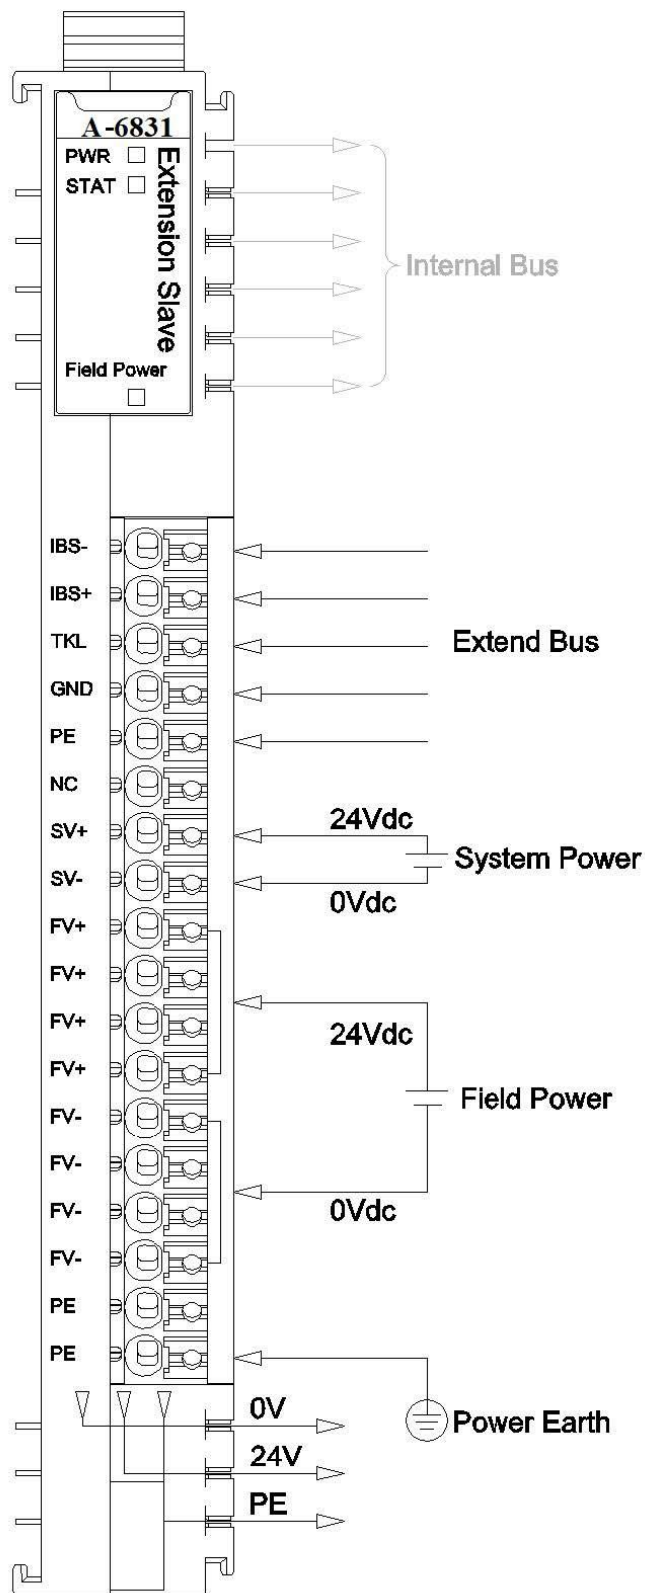 A-6831
PWR
STAT
Extension Slave
Field Power
Internal Bus
IBS-
IBS+
TKL
GND
PE
NC
SV+
SV-
FV+
FV+
FV+
FV+
FV-
FV-
FV-
FV-
PE
PE
Extend Bus
24Vdc
System Power
0Vdc
24Vdc
Field Power
0Vdc
Power Earth
0V
24V
PE